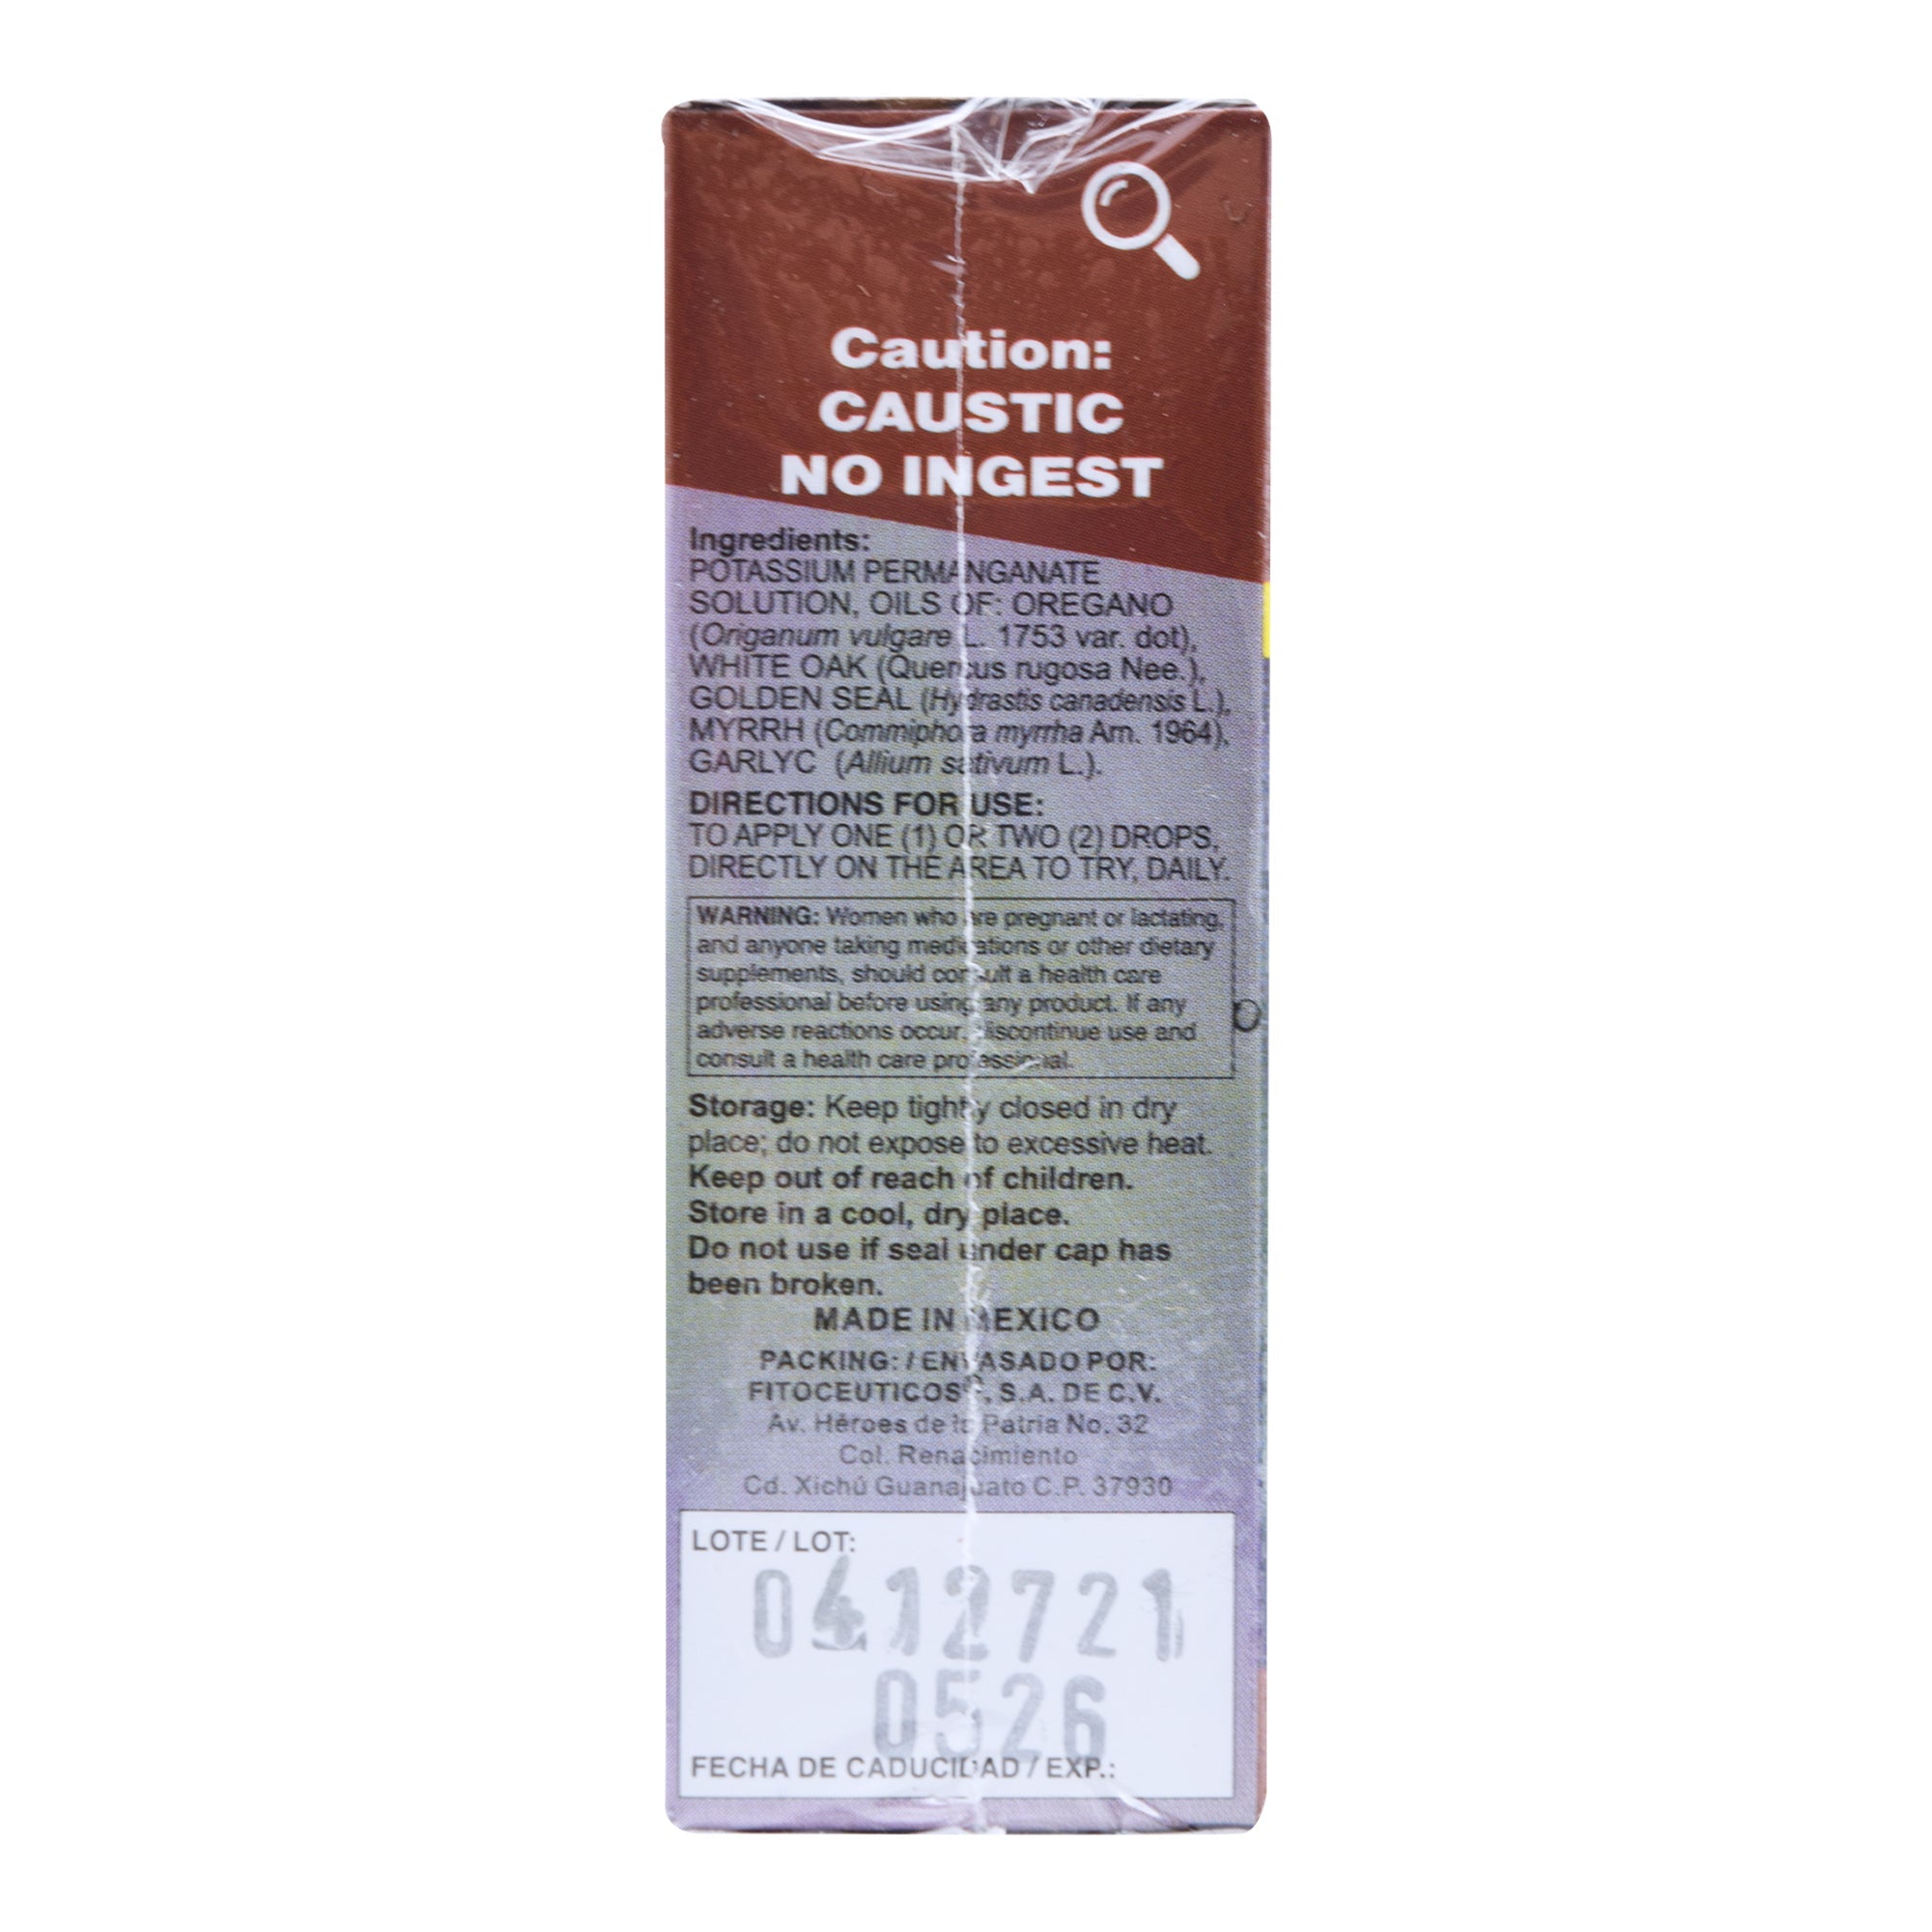 Caution:
CAUSTIC
NO INGEST
Ingredients:
POTASSIUM PERMANGANATE
SOLUTION, OILS OF: OREGANO
(Origanum vulgare L. 1753 var. dot),
WHITE OAK (Quercus rugosa Nee.),
GOLDEN SEAL (Hydrastis canadensis L.),
MYRRH (Commiphora myrrha Arn. 1964),
GARLYC (Allium sativum L.).
DIRECTIONS FOR USE:
TO APPLY ONE (1) OR TWO (2) DROPS,
DIRECTLY ON THE AREA TO TRY, DAILY.
WARNING: Women who are pregnant or lactating,
and anyone taking medications or other dietary
supplements, should consult a health care
professional before using any product. If any
adverse reactions occur, discontinue use and
consult a health care professional.
Storage: Keep tightly closed in dry
place; do not expose to excessive heat.
Keep out of reach of children.
Store in a cool, dry place.
Do not use if seal under cap has
been broken.
MADE IN MEXICO
PACKING: / ENVASADO POR:
FITOCEUTICOS®, S.A. DE C.V.
Av. Héroes de la Patria No. 32
Col. Renacimiento
Cd. Xichú Guanajuato C.P. 37930
LOTE / LOT:
0412721
0526
FECHA DE CADUCIDAD / EXP.: